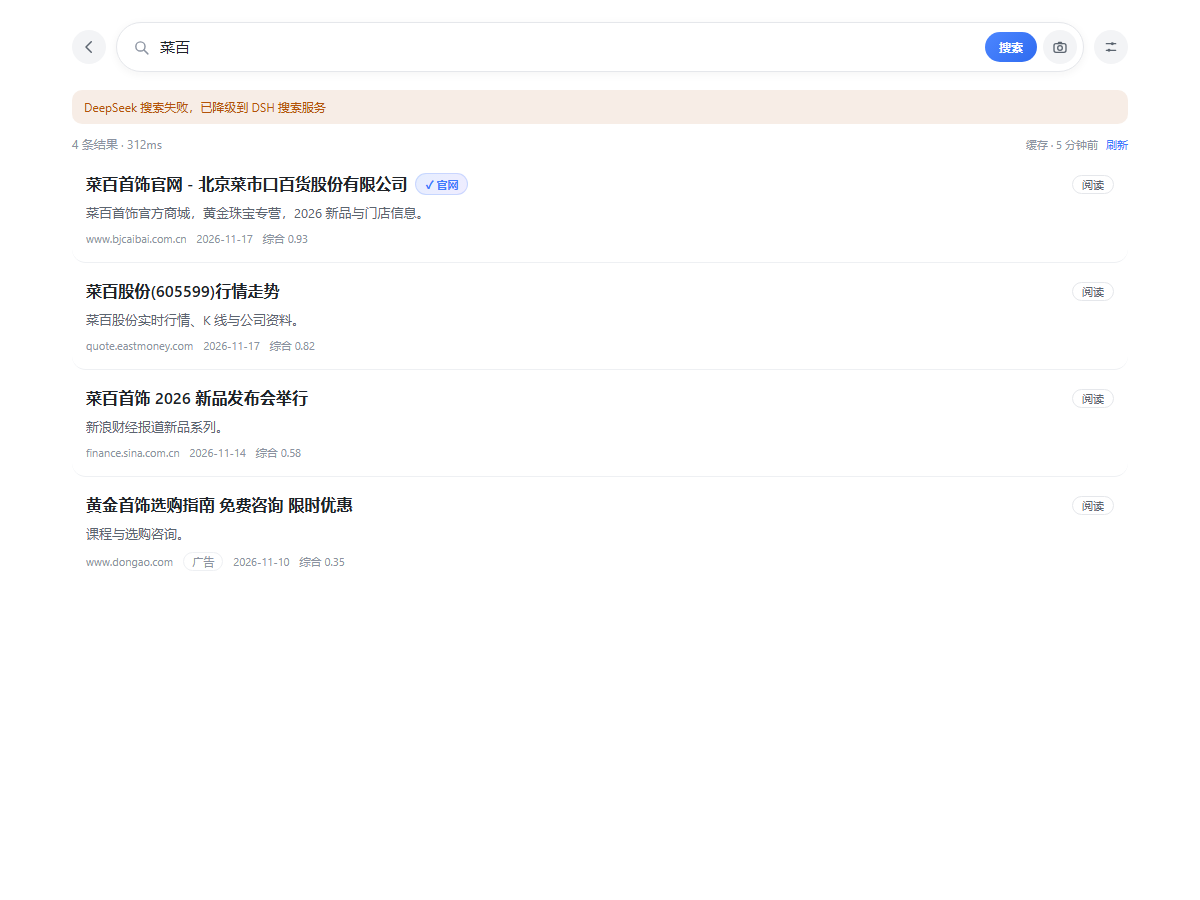 菜百
搜索
DeepSeek 搜索失败，已降级到 DSH 搜索服务
4 条结果 · 312ms
缓存 · 5 分钟前 刷新
菜百首饰官网 - 北京菜市口百货股份有限公司 ✓官网
阅读
菜百首饰官方商城，黄金珠宝专营，2026 新品与门店信息。
www.bjcaibai.com.cn 2026-11-17 综合 0.93
菜百股份(605599)行情走势
阅读
菜百股份实时行情、K 线与公司资料。
quote.eastmoney.com 2026-11-17 综合 0.82
菜百首饰 2026 新品发布会举行
阅读
新浪财经报道新品系列。
finance.sina.com.cn 2026-11-14 综合 0.58
黄金首饰选购指南 免费咨询 限时优惠
阅读
课程与选购咨询。
www.dongao.com 广告 2026-11-10 综合 0.35